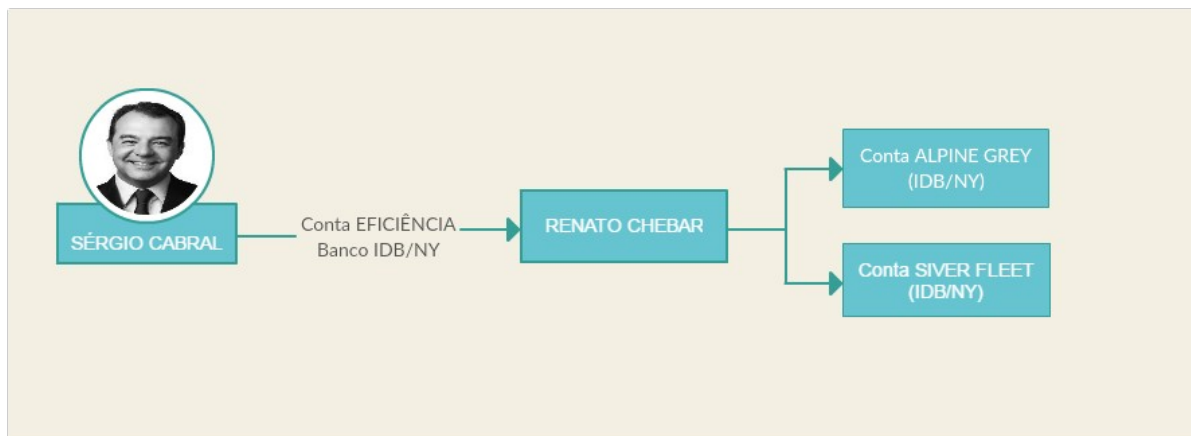 SÉRGIO CABRAL
Conta EFICIÊNCIA
Banco IDB/NY
RENATO CHEBAR
Conta ALPINE GREY
(IDB/NY)
Conta SIVER FLEET
(IDB/NY)